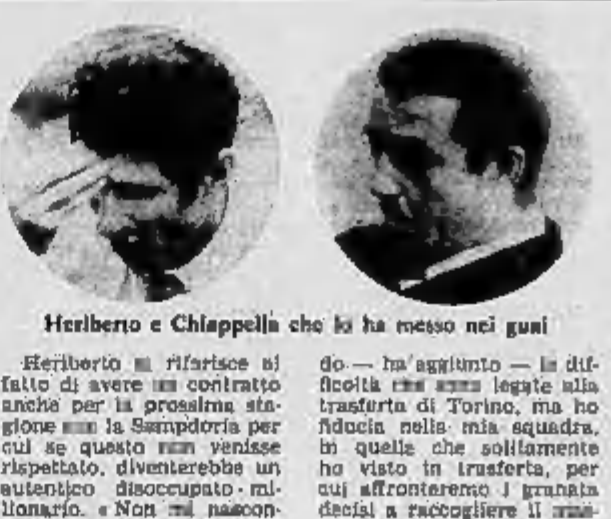 Heriberto e Chiappella che lo ha messo nei guai
Heriberto si riferisce al
fatto di avere un contratto
anche per la prossima sta-
gione con la Sampdoria per
cui se questo non venisse
rispettato, diventerebbe un
autentico disoccupato mi-
lionario. « Non mi nascon-
do — ha aggiunto — le dif-
ficoltà che sono legate alla
trasferta di Torino, ma ho
fiducia nella mia squadra,
in quella che solitamente
ho visto in trasferta, per
cui affronteremo i granata
decisi a raccogliere il